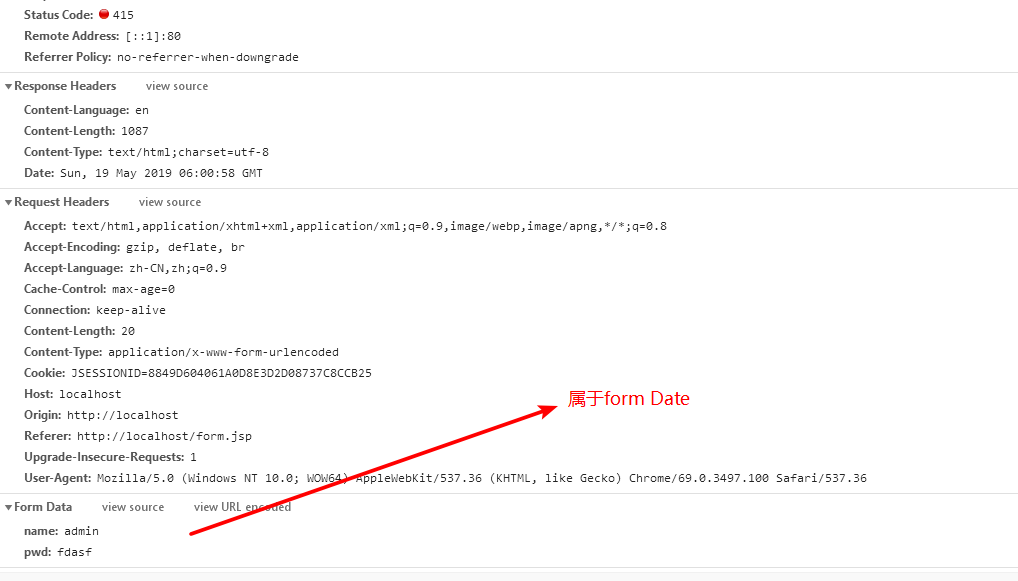 Status Code: 415
Remote Address: [::1]:80
Referrer Policy: no-referrer-when-downgrade
Response Headers view source
Content-Language: en
Content-Length: 1087
Content-Type: text/html;charset=utf-8
Date: Sun, 19 May 2019 06:00:58 GMT
Request Headers view source
Accept: text/html,application/xhtml+xml,application/xml;q=0.9,image/webp,image/apng,*/*;q=0.8
Accept-Encoding: gzip, deflate, br
Accept-Language: zh-CN,zh;q=0.9
Cache-Control: max-age=0
Connection: keep-alive
Content-Length: 20
Content-Type: application/x-www-form-urlencoded
Cookie: JSESSIONID=8849D604061A0D8E3D2D08737C8CCB25
Host: localhost
属于form Date
Origin: http://localhost
Referer: http://localhost/form.jsp
Upgrade-Insecure-Requests: 1
User-Agent: Mozilla/5.0 (Windows NT 10.0; WOW64) AppleWebKit/537.36 (KHTML, like Gecko) Chrome/69.0.3497.100 Safari/537.36
Form Data view source view URL encoded
name: admin
pwd: fdasf